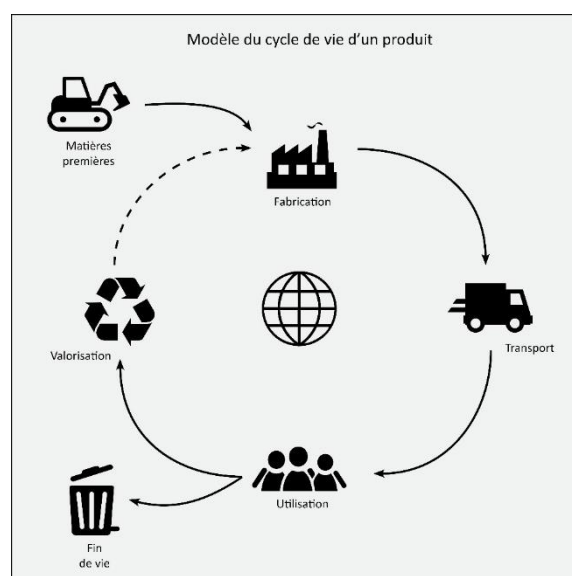 Modèle du cycle de vie d'un produit
Matières
premières
Fabrication
Valorisation
Transport
Utilisation
Fin
de vie